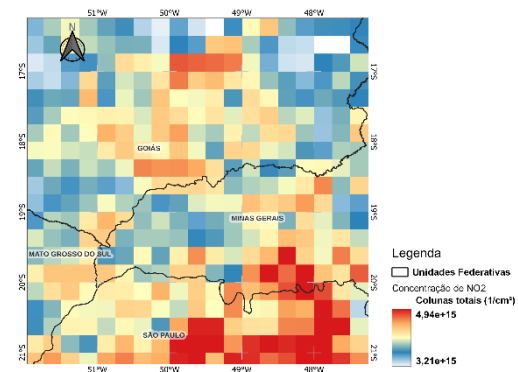 51°W 50°W 49°W 48°W
N
17°S 17°S
GOIÁS
18°S 18°S
19°S 19°S
MINAS GERAIS
MATO GROSSO DO SUL
20°S 20°S
SÃO PAULO
21°S 21°S
51°W 50°W 49°W 48°W
Legenda
Unidades Federativas
Concentração de NO2
Colunas totais (1/cm²)
4,94e+15
3,21e+15